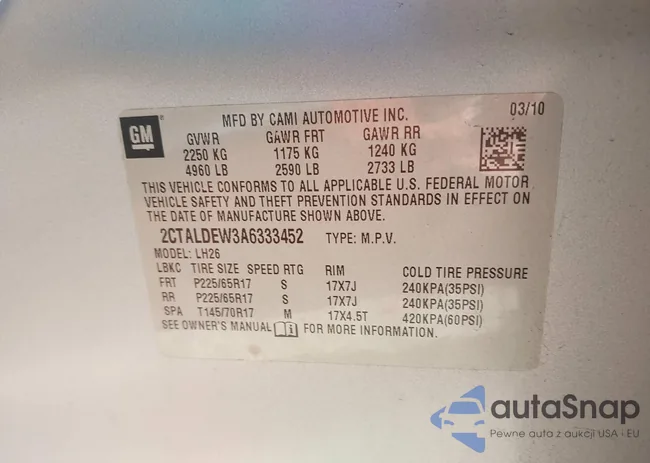 MFD BY CAMI AUTOMOTIVE INC. 03/10
GM
GVWR GAWR FRT GAWR RR
2250 KG 1175 KG 1240 KG
4960 LB 2590 LB 2733 LB
THIS VEHICLE CONFORMS TO ALL APPLICABLE U.S. FEDERAL MOTOR
VEHICLE SAFETY AND THEFT PREVENTION STANDARDS IN EFFECT ON
THE DATE OF MANUFACTURE SHOWN ABOVE.
2CTALDEW3A6333452 TYPE: M.P.V.
MODEL: LH26
LBKC TIRE SIZE SPEED RTG RIM COLD TIRE PRESSURE
FRT P225/65R17 S 17X7J 240KPA(35PSI)
RR P225/65R17 S 17X7J 240KPA(35PSI)
SPA T145/70R17 M 17X4.5T 420KPA(60PSI)
SEE OWNER'S MANUAL FOR MORE INFORMATION.
autaSnap
Pewne auta z aukcji USA i EU